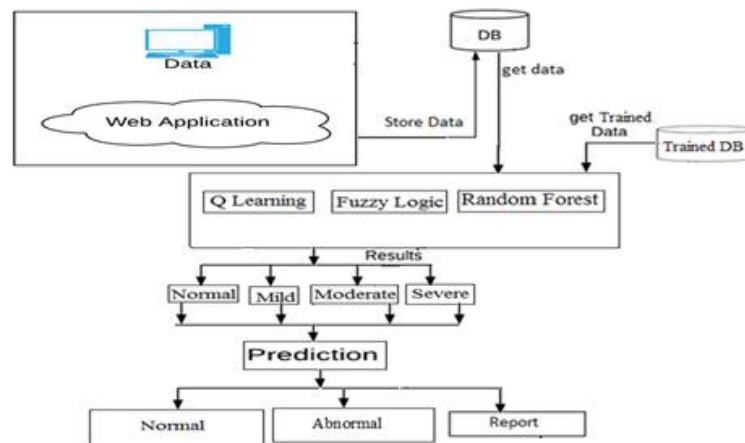 Data
Web Application
DB
get data
Store Data
get Trained
Data
Trained DB
Q Learning
Fuzzy Logic
Random Forest
Results
Normal
Mild
Moderate
Severe
Prediction
Normal
Abnormal
Report